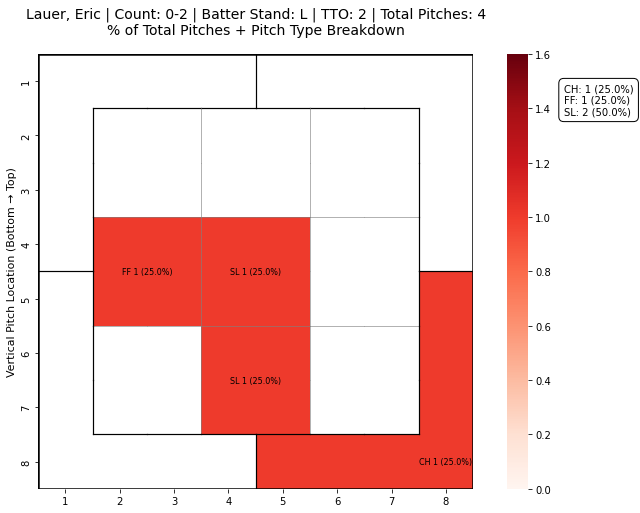 Lauer, Eric | Count: 0-2 | Batter Stand: L | TTO: 2 | Total Pitches: 4
% of Total Pitches + Pitch Type Breakdown
CH: 1 (25.0%)
FF: 1 (25.0%)
SL: 2 (50.0%)
Vertical Pitch Location (Bottom → Top)
1
2
3
4
5
6
7
8
FF 1 (25.0%)
SL 1 (25.0%)
SL 1 (25.0%)
CH 1 (25.0%)
1 2 3 4 5 6 7 8
1.6
1.4
1.2
1.0
0.8
0.6
0.4
0.2
0.0